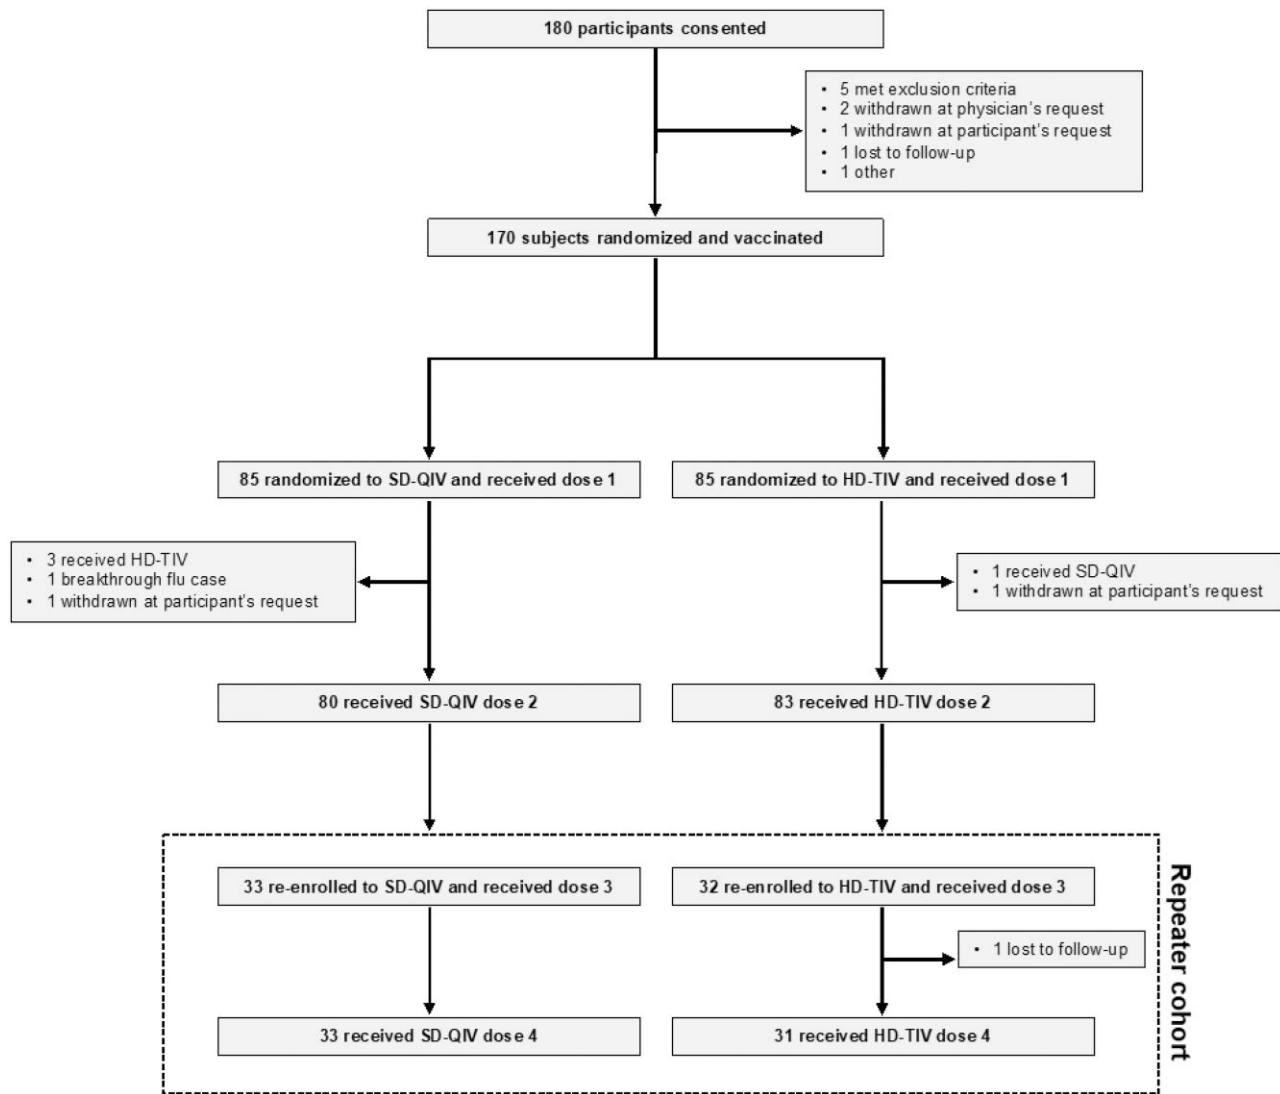 180 participants consented
• 5 met exclusion criteria
• 2 withdrawn at physician's request
• 1 withdrawn at participant's request
• 1 lost to follow-up
• 1 other
170 subjects randomized and vaccinated
85 randomized to SD-QIV and received dose 1
85 randomized to HD-TIV and received dose 1
• 3 received HD-TIV
• 1 breakthrough flu case
• 1 withdrawn at participant's request
• 1 received SD-QIV
• 1 withdrawn at participant's request
80 received SD-QIV dose 2
83 received HD-TIV dose 2
33 re-enrolled to SD-QIV and received dose 3
32 re-enrolled to HD-TIV and received dose 3
• 1 lost to follow-up
33 received SD-QIV dose 4
31 received HD-TIV dose 4
Repeater cohort